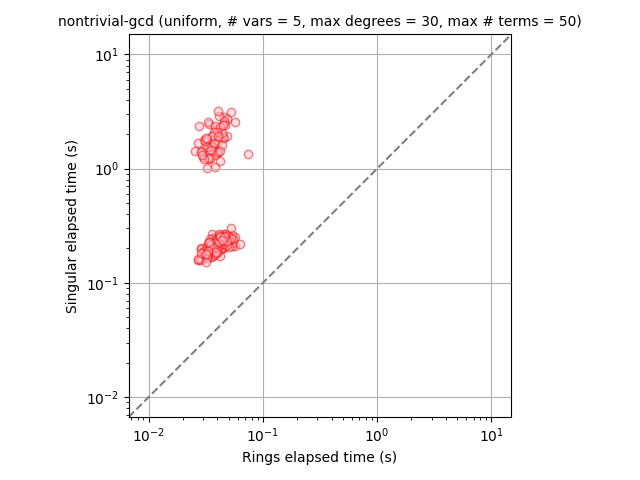 nontrivial-gcd (uniform, # vars = 5, max degrees = 30, max # terms = 50)
10¹
10⁰
10⁻¹
10⁻²
Singular elapsed time (s)
10⁻² 10⁻¹ 10⁰ 10¹
Rings elapsed time (s)